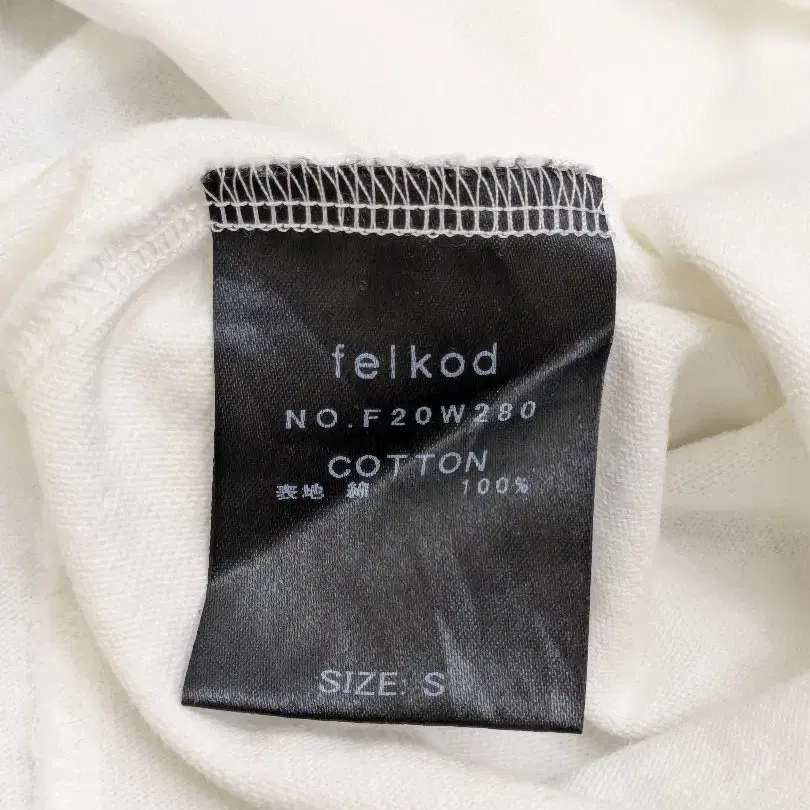 felkod
NO.F20W280
COTTON
表地 綿 100%
SIZE: S